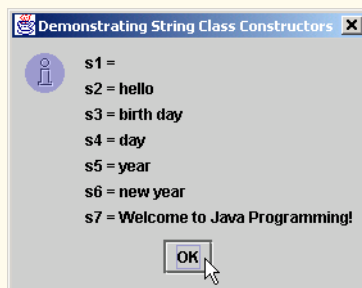 Demonstrating String Class Constructors
s1 =
s2 = hello
s3 = birth day
s4 = day
s5 = year
s6 = new year
s7 = Welcome to Java Programming!
OK